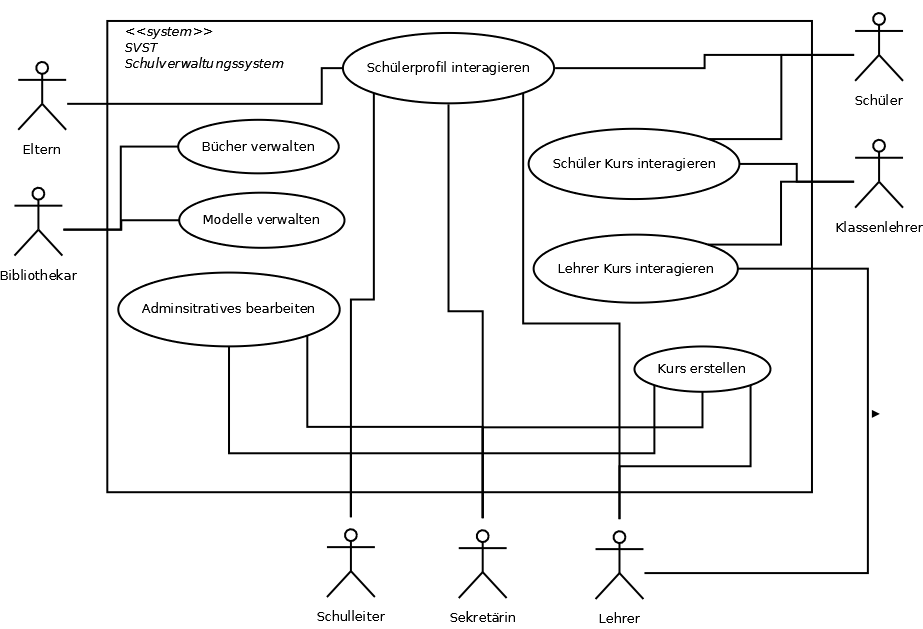 <<system>>
SVST
Schulverwaltungssystem
Schülerprofil interagieren
Schüler
Eltern
Bücher verwalten
Schüler Kurs interagieren
Modelle verwalten
Klassenlehrer
Bibliothekar
Lehrer Kurs interagieren
Adminsitratives bearbeiten
Kurs erstellen
Schulleiter
Sekretärin
Lehrer